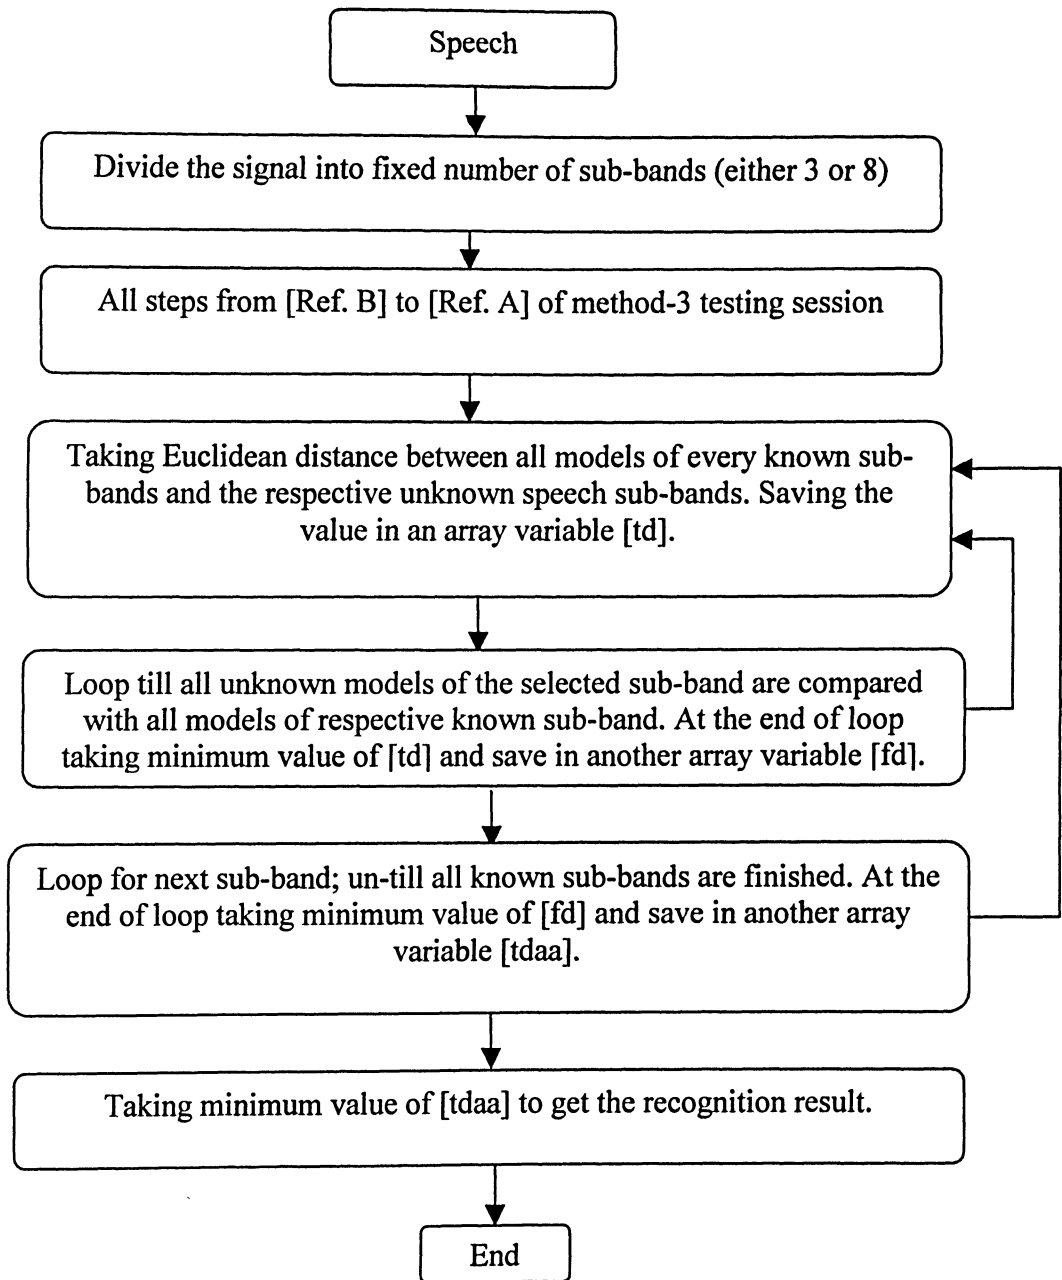 Speech
Divide the signal into fixed number of sub-bands (either 3 or 8)
All steps from [Ref. B] to [Ref. A] of method-3 testing session
Taking Euclidean distance between all models of every known sub-
bands and the respective unknown speech sub-bands. Saving the
value in an array variable [td].
Loop till all unknown models of the selected sub-band are compared
with all models of respective known sub-band. At the end of loop
taking minimum value of [td] and save in another array variable [fd].
Loop for next sub-band; un-till all known sub-bands are finished. At the
end of loop taking minimum value of [fd] and save in another array
variable [tdaa].
Taking minimum value of [tdaa] to get the recognition result.
End